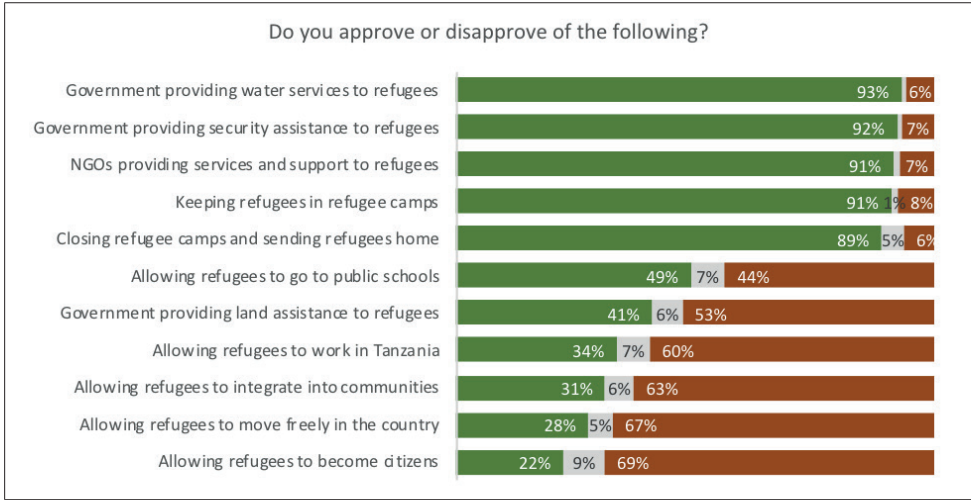 Do you approve or disapprove of the following?
Government providing water services to refugees 93% 6%
Government providing security assistance to refugees 92% 7%
NGOs providing services and support to refugees 91% 7%
Keeping refugees in refugee camps 91% 1% 8%
Closing refugee camps and sending refugees home 89% 5% 6%
Allowing refugees to go to public schools 49% 7% 44%
Government providing land assistance to refugees 41% 6% 53%
Allowing refugees to work in Tanzania 34% 7% 60%
Allowing refugees to integrate into communities 31% 6% 63%
Allowing refugees to move freely in the country 28% 5% 67%
Allowing refugees to become citizens 22% 9% 69%